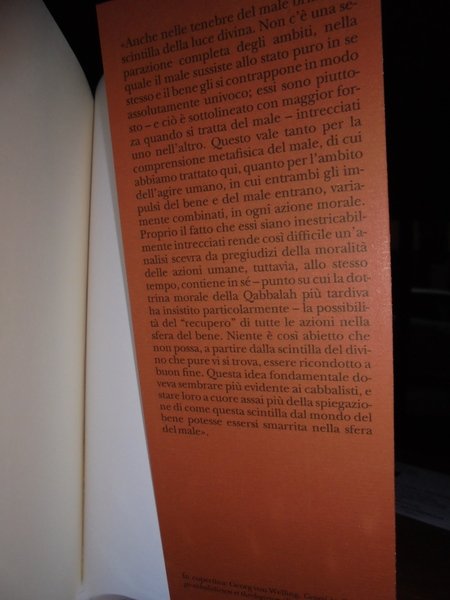 «Anche nelle tenebre del male
scintilla della luce divina. Non c'è una se-
parazione completa degli ambiti, nella
quale il male sussiste allo stato puro in se
stesso e il bene gli si contrappone in modo
assolutamente univoco; essi sono piutto-
sto – e ciò è sottolineato con maggior for-
za quando si tratta del male – intrecciati
uno nell'altro. Questo vale tanto per la
comprensione metafisica del male, di cui
abbiamo trattato qui, quanto per l'ambito
dell'agire umano, in cui entrambi gli im-
pulsi del bene e del male entrano, varia-
mente combinati, in ogni azione morale.
Proprio il fatto che essi siano inestricabil-
mente intrecciati rende così difficile un'a-
nalisi scevra da pregiudizi della moralità
delle azioni umane, tuttavia, allo stesso
tempo, contiene in sé – punto su cui la dot-
trina morale della Qabbalah più tardiva
ha insistito particolarmente – la possibili-
tà del "recupero" di tutte le azioni nella
sfera del bene. Niente è così abietto che
non possa, a partire dalla scintilla del divi-
no che pure vi si trova, essere ricondotto a
buon fine. Questa idea fondamentale do-
veva sembrare più evidente ai cabbalisti, e
stare loro a cuore assai più della spiegazio-
ne di come questa scintilla dal mondo del
bene potesse essersi smarrita nella sfera
del male».
In copertina: Georg von Welling,